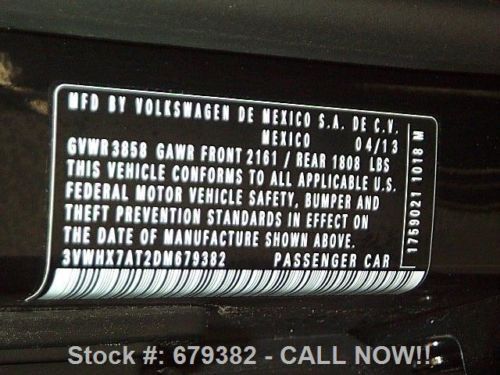 MFD BY VOLKSWAGEN DE MEXICO S.A. DE C.V.
MEXICO 04/13
GVWR 3858 GAWR FRONT 2161 / REAR 1808 LBS
THIS VEHICLE CONFORMS TO ALL APPLICABLE U.S.
FEDERAL MOTOR VEHICLE SAFETY, BUMPER AND
THEFT PREVENTION STANDARDS IN EFFECT ON
THE DATE OF MANUFACTURE SHOWN ABOVE.
3VWHX7AT2DM679382 PASSENGER CAR
1759021 1018 M
Stock #: 679382 - CALL NOW!!